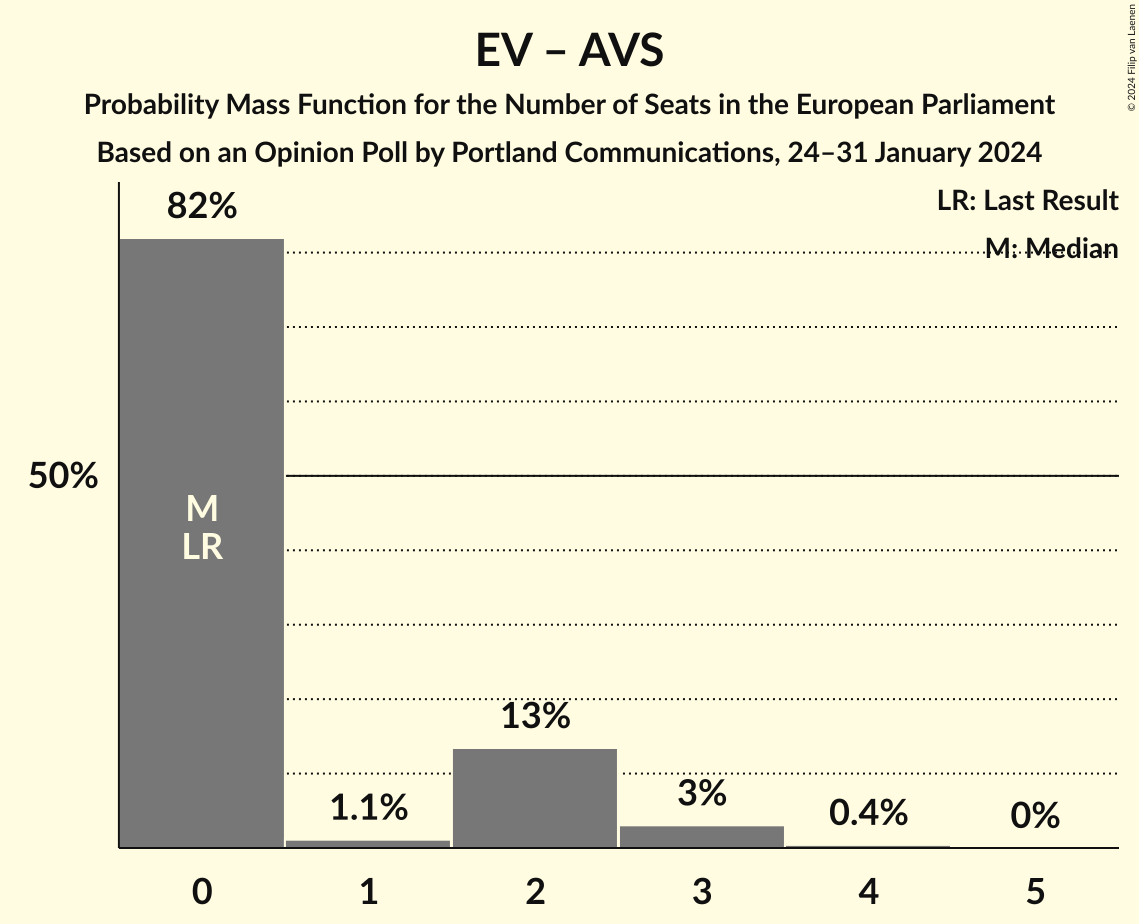 EV – AVS
Probability Mass Function for the Number of Seats in the European Parliament
Based on an Opinion Poll by Portland Communications, 24–31 January 2024
© 2024 Filip van Laenen
LR: Last Result
M: Median
82%
50%
M
LR
13%
1.1%
3%
0.4%
0%
0 1 2 3 4 5